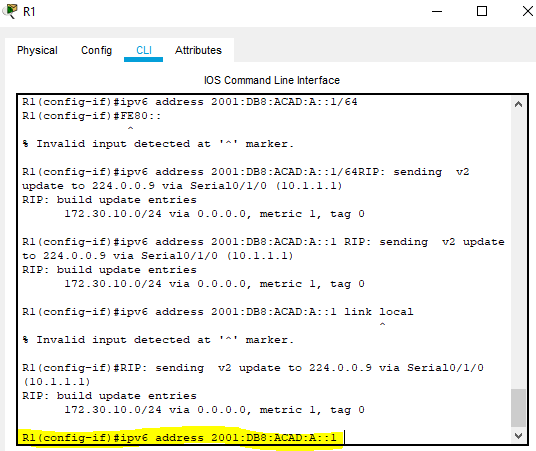 R1
Physical Config CLI Attributes
IOS Command Line Interface
R1(config-if)#ipv6 address 2001:DB8:ACAD:A::1/64
R1(config-if)#FE80::
^
% Invalid input detected at '^' marker.
R1(config-if)#ipv6 address 2001:DB8:ACAD:A::1/64RIP: sending  v2
update to 224.0.0.9 via Serial0/1/0 (10.1.1.1)
RIP: build update entries
172.30.10.0/24 via 0.0.0.0, metric 1, tag 0
R1(config-if)#ipv6 address 2001:DB8:ACAD:A::1 RIP: sending  v2 update
to 224.0.0.9 via Serial0/1/0 (10.1.1.1)
RIP: build update entries
172.30.10.0/24 via 0.0.0.0, metric 1, tag 0
R1(config-if)#ipv6 address 2001:DB8:ACAD:A::1 link local
^
% Invalid input detected at '^' marker.
R1(config-if)#RIP: sending  v2 update to 224.0.0.9 via Serial0/1/0
(10.1.1.1)
RIP: build update entries
172.30.10.0/24 via 0.0.0.0, metric 1, tag 0
R1(config-if)#ipv6 address 2001:DB8:ACAD:A::1